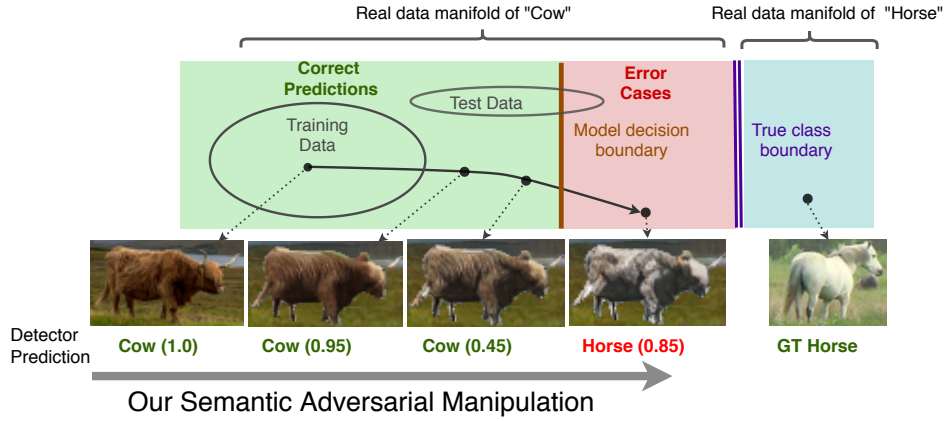 Real data manifold of "Cow"
Real data manifold of "Horse"
Correct
Predictions
Error
Cases
Test Data
Training
Data
Model decision
boundary
True class
boundary
Detector
Prediction
Cow (1.0)
Cow (0.95)
Cow (0.45)
Horse (0.85)
GT Horse
Our Semantic Adversarial Manipulation